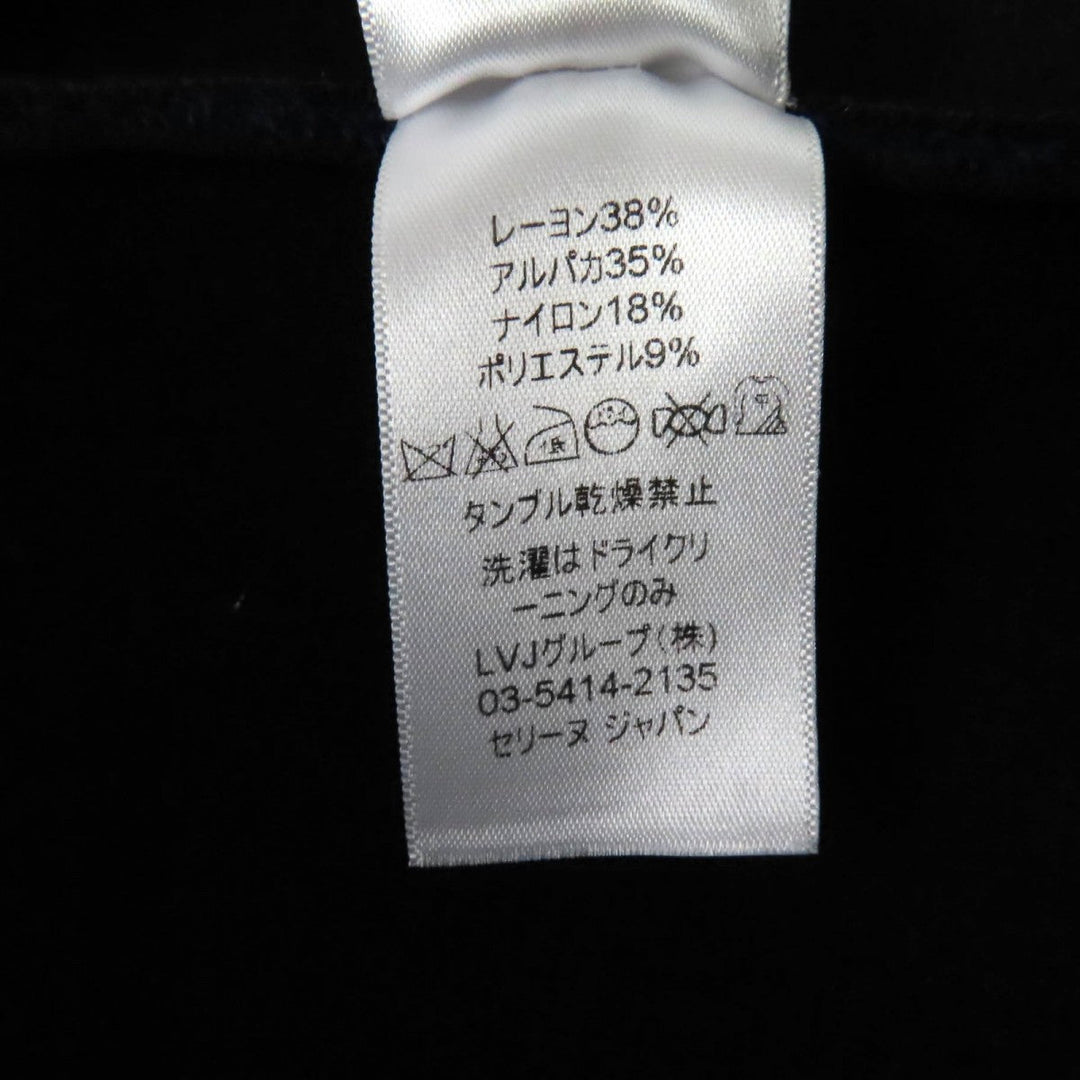 レーヨン38%
アルパカ35%
ナイロン18%
ポリエステル9%
低
タンブル乾燥禁止
洗濯はドライクリ
ーニングのみ
LVJグループ(株)
03-5414-2135
セリーヌ ジャパン